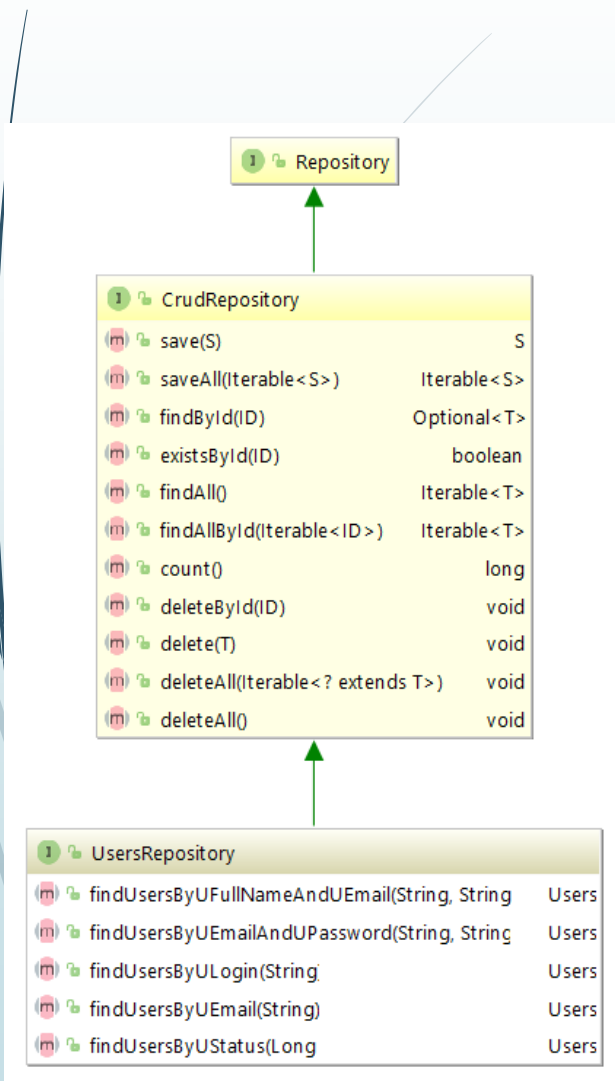 I Repository
I CrudRepository
m save(S) S
m saveAll(Iterable<S>) Iterable<S>
m findById(ID) Optional<T>
m existsById(ID) boolean
m findAll() Iterable<T>
m findAllById(Iterable<ID>) Iterable<T>
m count() long
m deleteById(ID) void
m delete(T) void
m deleteAll(Iterable<? extends T>) void
m deleteAll() void
I UsersRepository
m findUsersByUFullNameAndUEmail(String, String Users
m findUsersByUEmailAndUPassword(String, String Users
m findUsersByULogin(String) Users
m findUsersByUEmail(String) Users
m findUsersByUStatus(Long Users